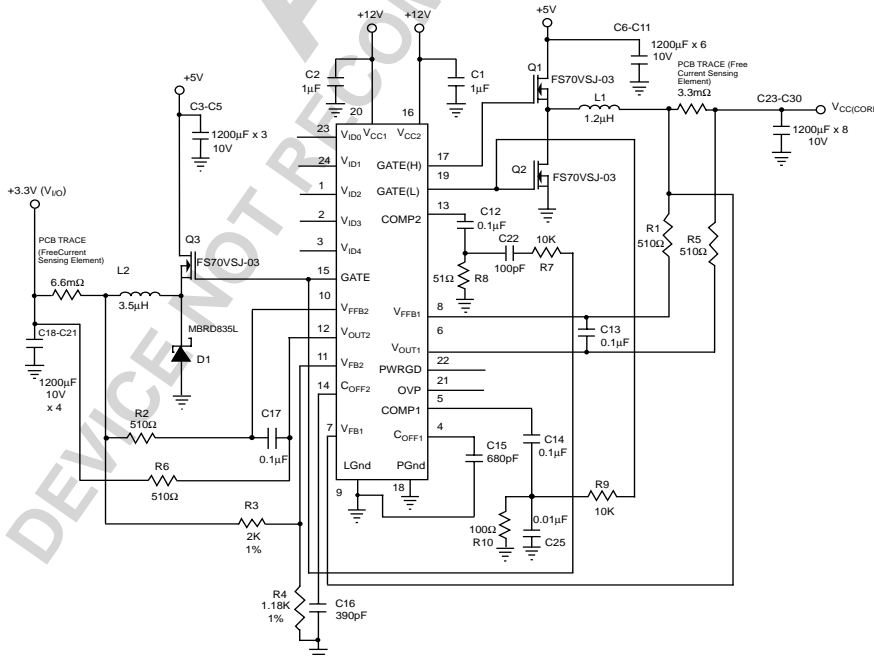 +12V
+12V
+5V
C6-C11
1200µF x 6
10V
PCB TRACE (Free
Current Sensing
Element)
3.3mΩ
C23-C30
1200µF x 8
10V
Q1
FS70VSJ-03
L1
1.2µH
C2
1µF
C1
1µF
+5V
C3-C5
1200µF x 3
10V
20
16
23
VID0
VCC1
VCC2
24
VID1
17
GATE(H)
1
VID2
19
GATE(L)
Q2
FS70VSJ-03
2
VID3
13
COMP2
C12
0.1µF
3
VID4
C22
100pF
10K
R7
51Ω
R8
R1
510Ω
R5
510Ω
+3.3V (VI/O)
PCB TRACE
(FreeCurrent
Sensing Element)
6.6mΩ
L2
3.5µH
Q3
FS70VSJ-03
15
GATE
10
VFFB2
8
VFFB1
C13
0.1µF
12
VOUT2
6
VOUT1
MBRD835L
D1
C18-C21
1200µF
10V
x 4
11
VFB2
22
PWRGD
14
COFF2
21
OVP
5
COMP1
7
VFB1
4
COFF1
C15
680pF
C14
0.1µF
R2
510Ω
C17
0.1µF
R6
510Ω
LGnd
PGnd
9
18
R9
10K
100Ω
R10
0.01µF
C25
R3
2K
1%
R4
1.18K
1%
C16
390pF
DEVICE NOT